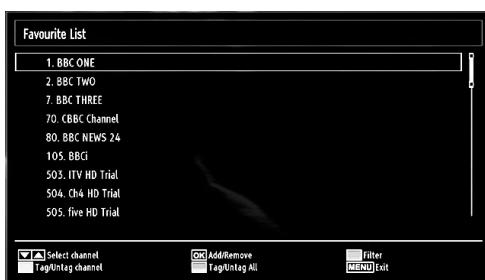 Favourite List
1. BBC ONE
2. BBC TWO
7. BBC THREE
70. CBBC Channel
80. BBC NEWS 24
105. BBCi
503. ITV HD Trial
504. Ch4 HD Trial
505. five HD Trial
Select channel OK Add/Remove Filter
Tag/Untag channel Tag/Untag All MENU Exit